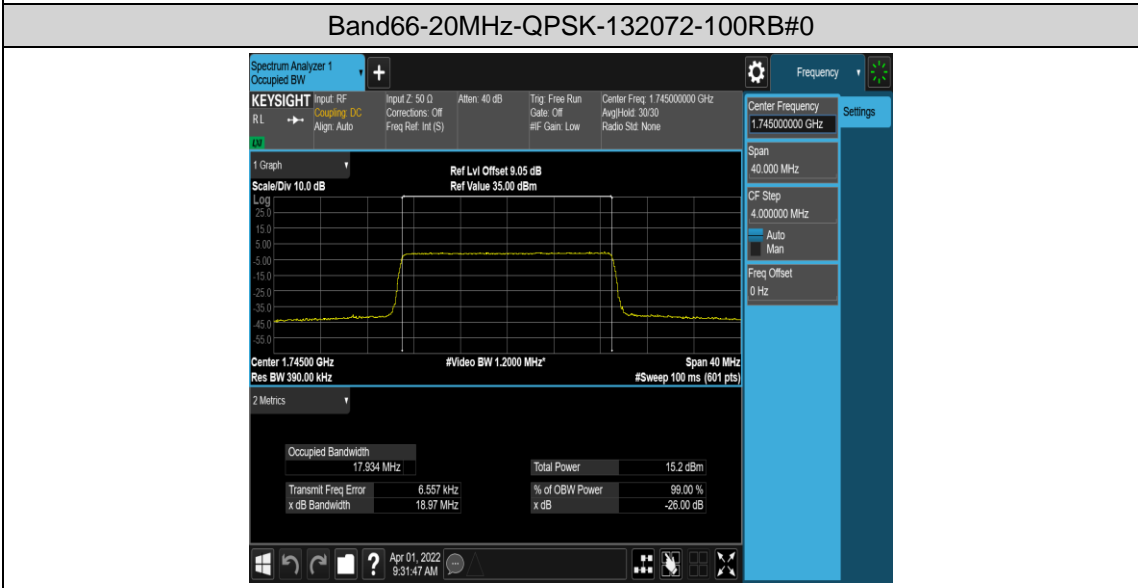 Band66-20MHz-QPSK-132072-100RB#0
Spectrum Analyzer 1
Occupied BW
+
Frequency
KEYSIGHT
RL
Input: RF
Coupling: DC
Align: Auto
Input Z: 50 Ω
Corrections: Off
Freq Ref: Int (S)
Atten: 40 dB
Trig: Free Run
Gate: Off
#IF Gain: Low
Center Freq: 1.745000000 GHz
Avg|Hold: 30/30
Radio Std: None
Center Frequency
1.745000000 GHz
Settings
Span
40.000 MHz
CF Step
4.000000 MHz
Auto
Man
Freq Offset
0 Hz
1 Graph
Scale/Div 10.0 dB
Ref Lvl Offset 9.05 dB
Ref Value 35.00 dBm
Log
25.0
15.0
5.00
-5.00
-15.0
-25.0
-35.0
-45.0
-55.0
Center 1.74500 GHz
#Video BW 1.2000 MHz*
Span 40 MHz
Res BW 390.00 kHz
#Sweep 100 ms (601 pts)
2 Metrics
Occupied Bandwidth
17.934 MHz
Total Power 15.2 dBm
Transmit Freq Error 6.557 kHz
% of OBW Power 99.00 %
x dB Bandwidth 18.97 MHz
x dB -26.00 dB
?
Apr 01, 2022
9:31:47 AM